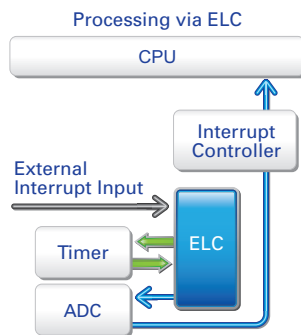 Processing via ELC
CPU
Interrupt
Controller
External
Interrupt Input
ELC
Timer
ADC